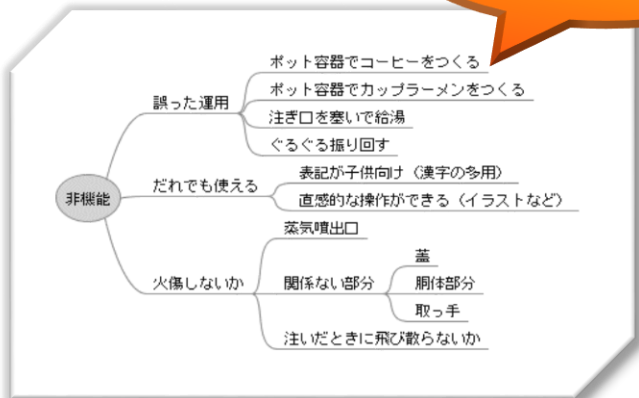 非機能
誤った運用
ポット容器でコーヒーをつくる
ポット容器でカップラーメンをつくる
注ぎ口を塞いで給湯
ぐるぐる振り回す
だれでも使える
表記が子供向け（漢字の多用）
直感的な操作ができる（イラストなど）
火傷しないか
蒸気噴出口
関係ない部分
蓋
胴体部分
取っ手
注いだときに飛び散らないか